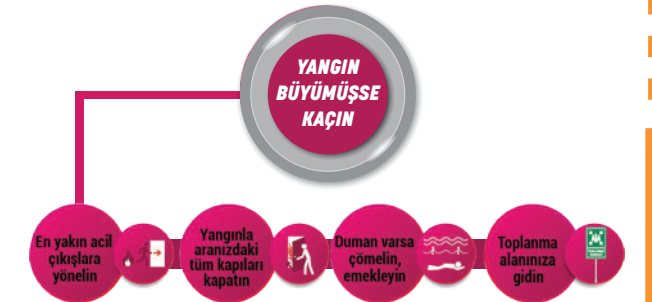 YANGIN
BÜYÜMÜŞSE
KAÇIN
En yakın acil
çıkışlara
yönelin
Yangınla
aranızdaki
tüm kapıları
kapatın
Duman varsa
çömelin,
emekleyin
Toplanma
alanınıza
gidin